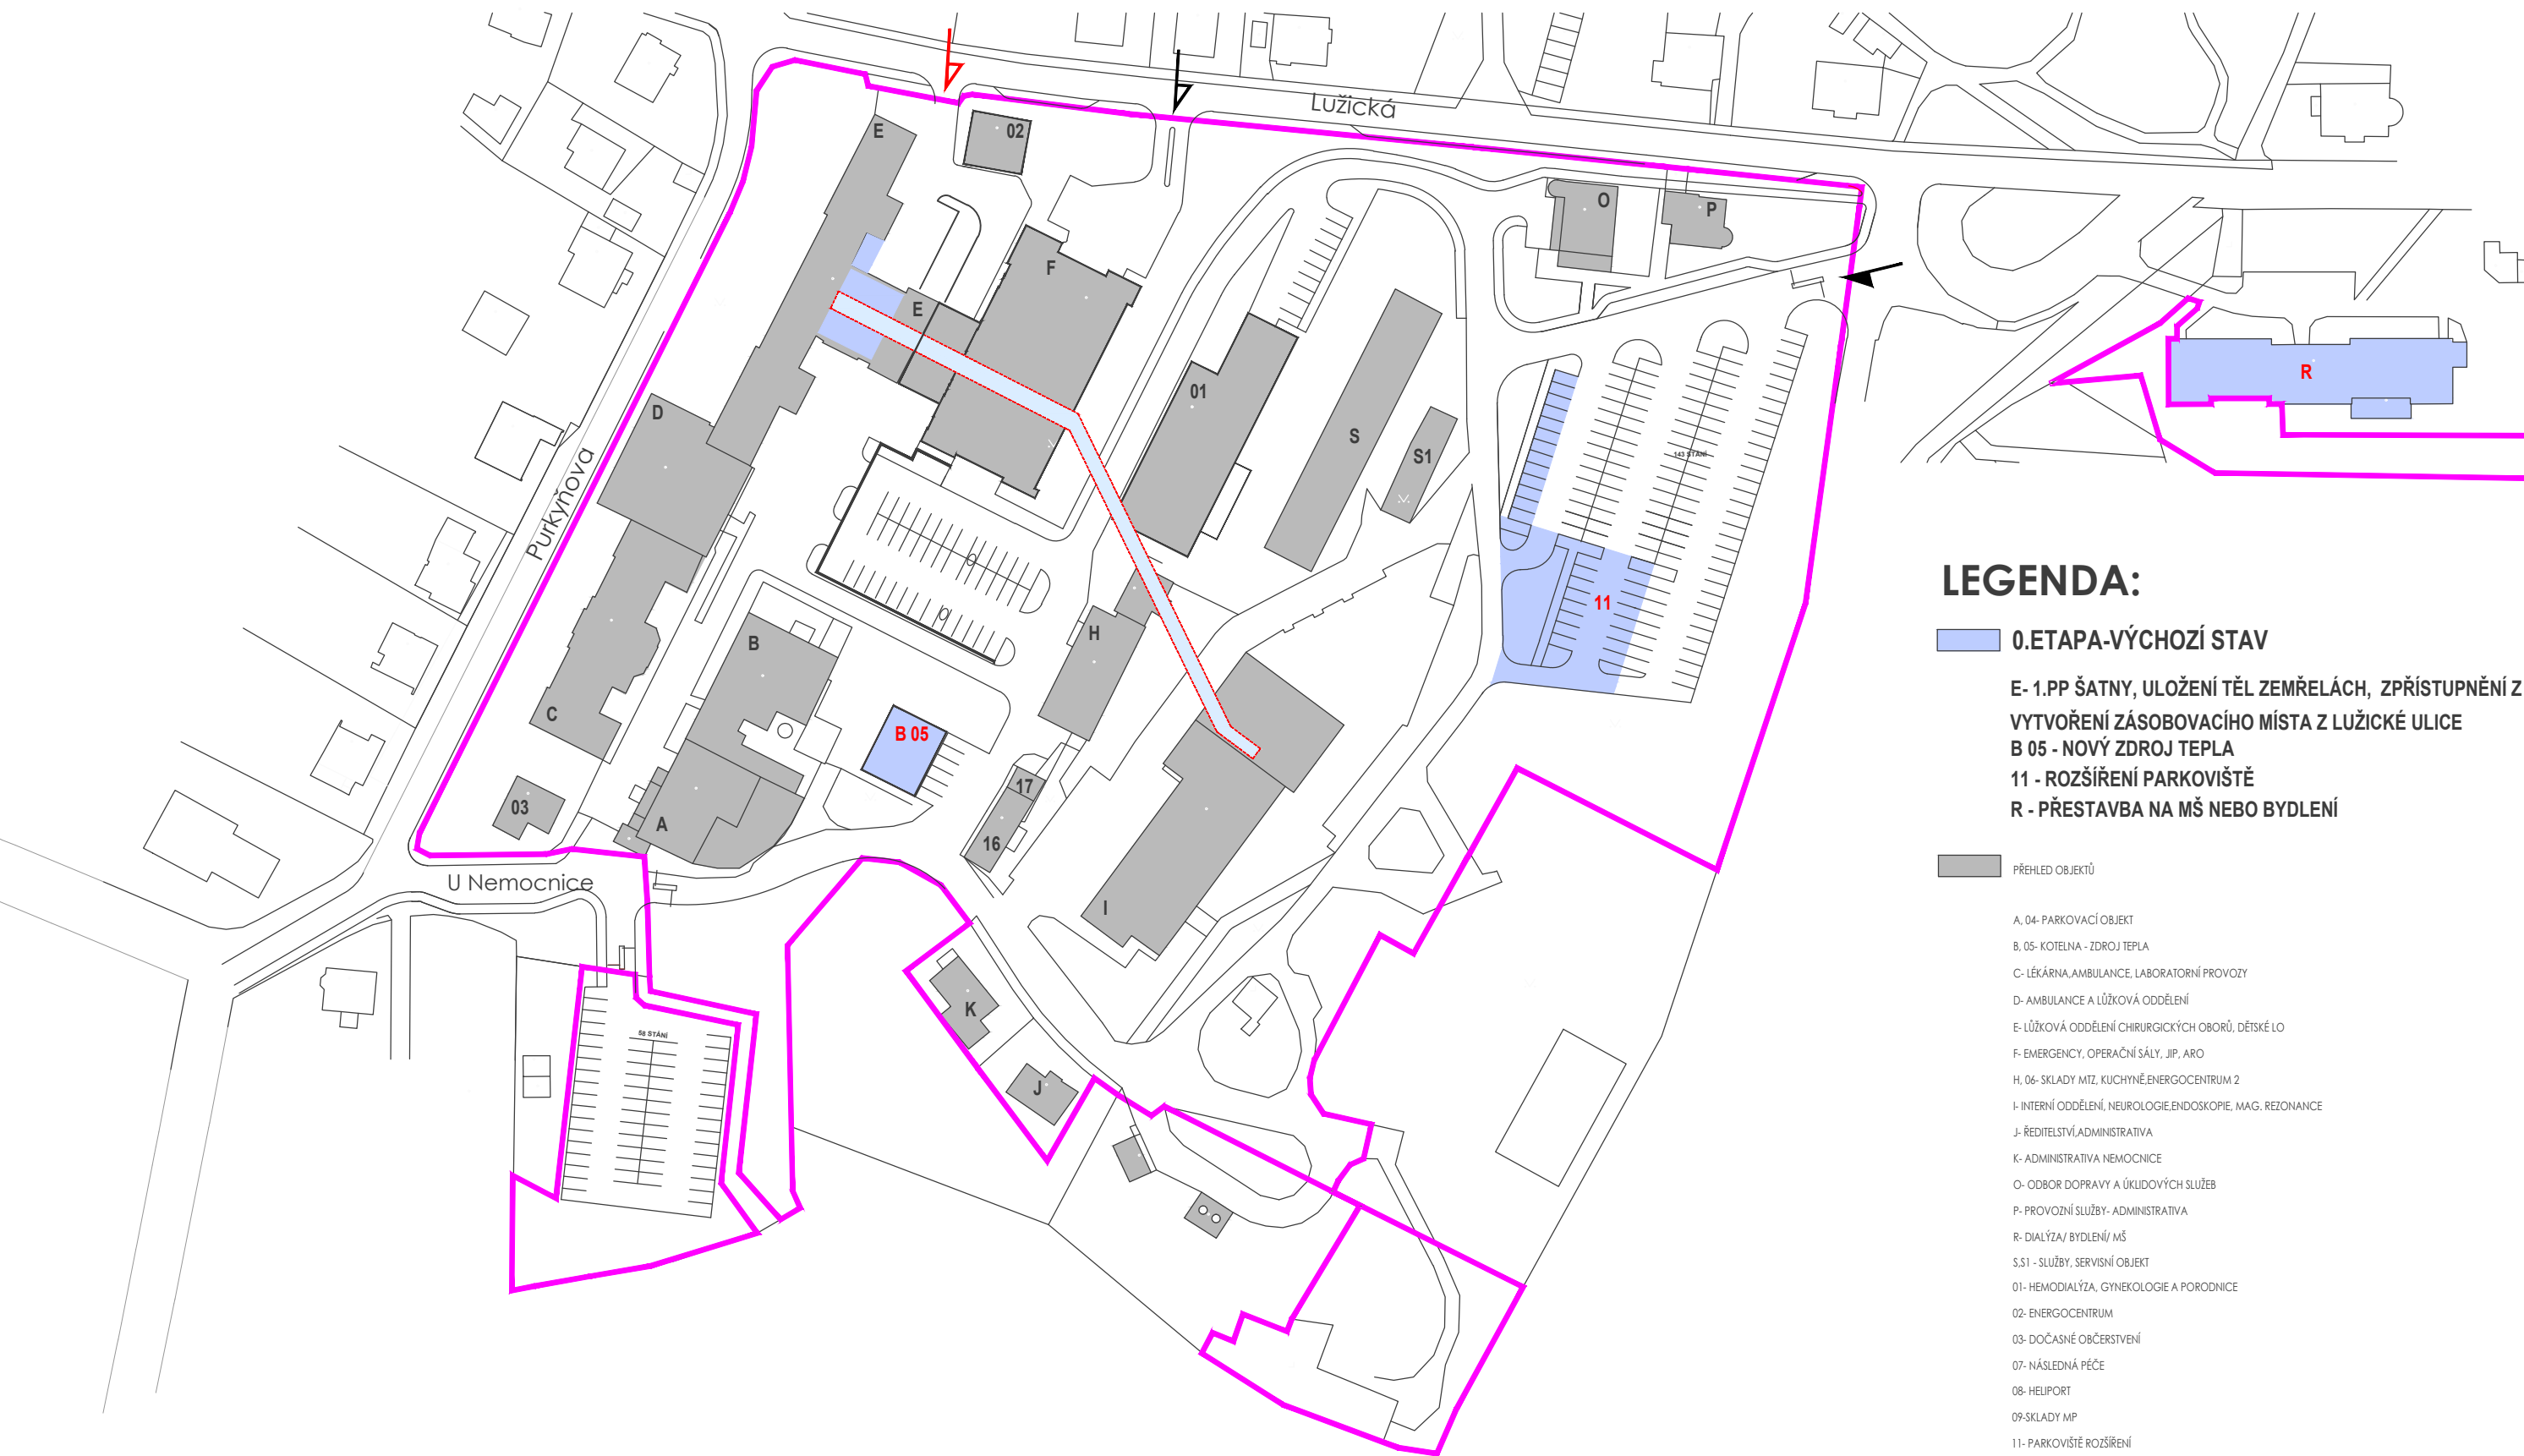 Lužická
E
02
O
P
F
E
R
D
01
S
S1
143 STÁNÍ
Purkyňova
11
H
B
C
B 05
03
A
17
16
I
U Nemocnice
K
58 STÁNÍ
J
LEGENDA:
0.ETAPA-VÝCHOZÍ STAV
E- 1.PP ŠATNY, ULOŽENÍ TĚL ZEMŘELÁCH, ZPŘÍSTUPNĚNÍ Z
VYTVOŘENÍ ZÁSOBOVACÍHO MÍSTA Z LUŽICKÉ ULICE
B 05 - NOVÝ ZDROJ TEPLA
11 - ROZŠÍŘENÍ PARKOVIŠTĚ
R - PŘESTAVBA NA MŠ NEBO BYDLENÍ
PŘEHLED OBJEKTŮ
A, 04- PARKOVACÍ OBJEKT
B, 05- KOTELNA - ZDROJ TEPLA
C- LÉKÁRNA,AMBULANCE, LABORATORNÍ PROVOZY
D- AMBULANCE A LŮŽKOVÁ ODDĚLENÍ
E- LŮŽKOVÁ ODDĚLENÍ CHIRURGICKÝCH OBORŮ, DĚTSKÉ LO
F- EMERGENCY, OPERAČNÍ SÁLY, JIP, ARO
H, 06- SKLADY MTZ, KUCHYNĚ,ENERGOCENTRUM 2
I- INTERNÍ ODDĚLENÍ, NEUROLOGIE,ENDOSKOPIE, MAG. REZONANCE
J- ŘEDITELSTVÍ,ADMINISTRATIVA
K- ADMINISTRATIVA NEMOCNICE
O- ODBOR DOPRAVY A ÚKLIDOVÝCH SLUŽEB
P- PROVOZNÍ SLUŽBY- ADMINISTRATIVA
R- DIALÝZA/ BYDLENÍ/ MŠ
S,S1 - SLUŽBY, SERVISNÍ OBJEKT
01- HEMODIALÝZA, GYNEKOLOGIE A PORODNICE
02- ENERGOCENTRUM
03- DOČASNÉ OBČERSTVENÍ
07- NÁSLEDNÁ PÉČE
08- HELIPORT
09-SKLADY MP
11- PARKOVIŠTĚ ROZŠÍŘENÍ